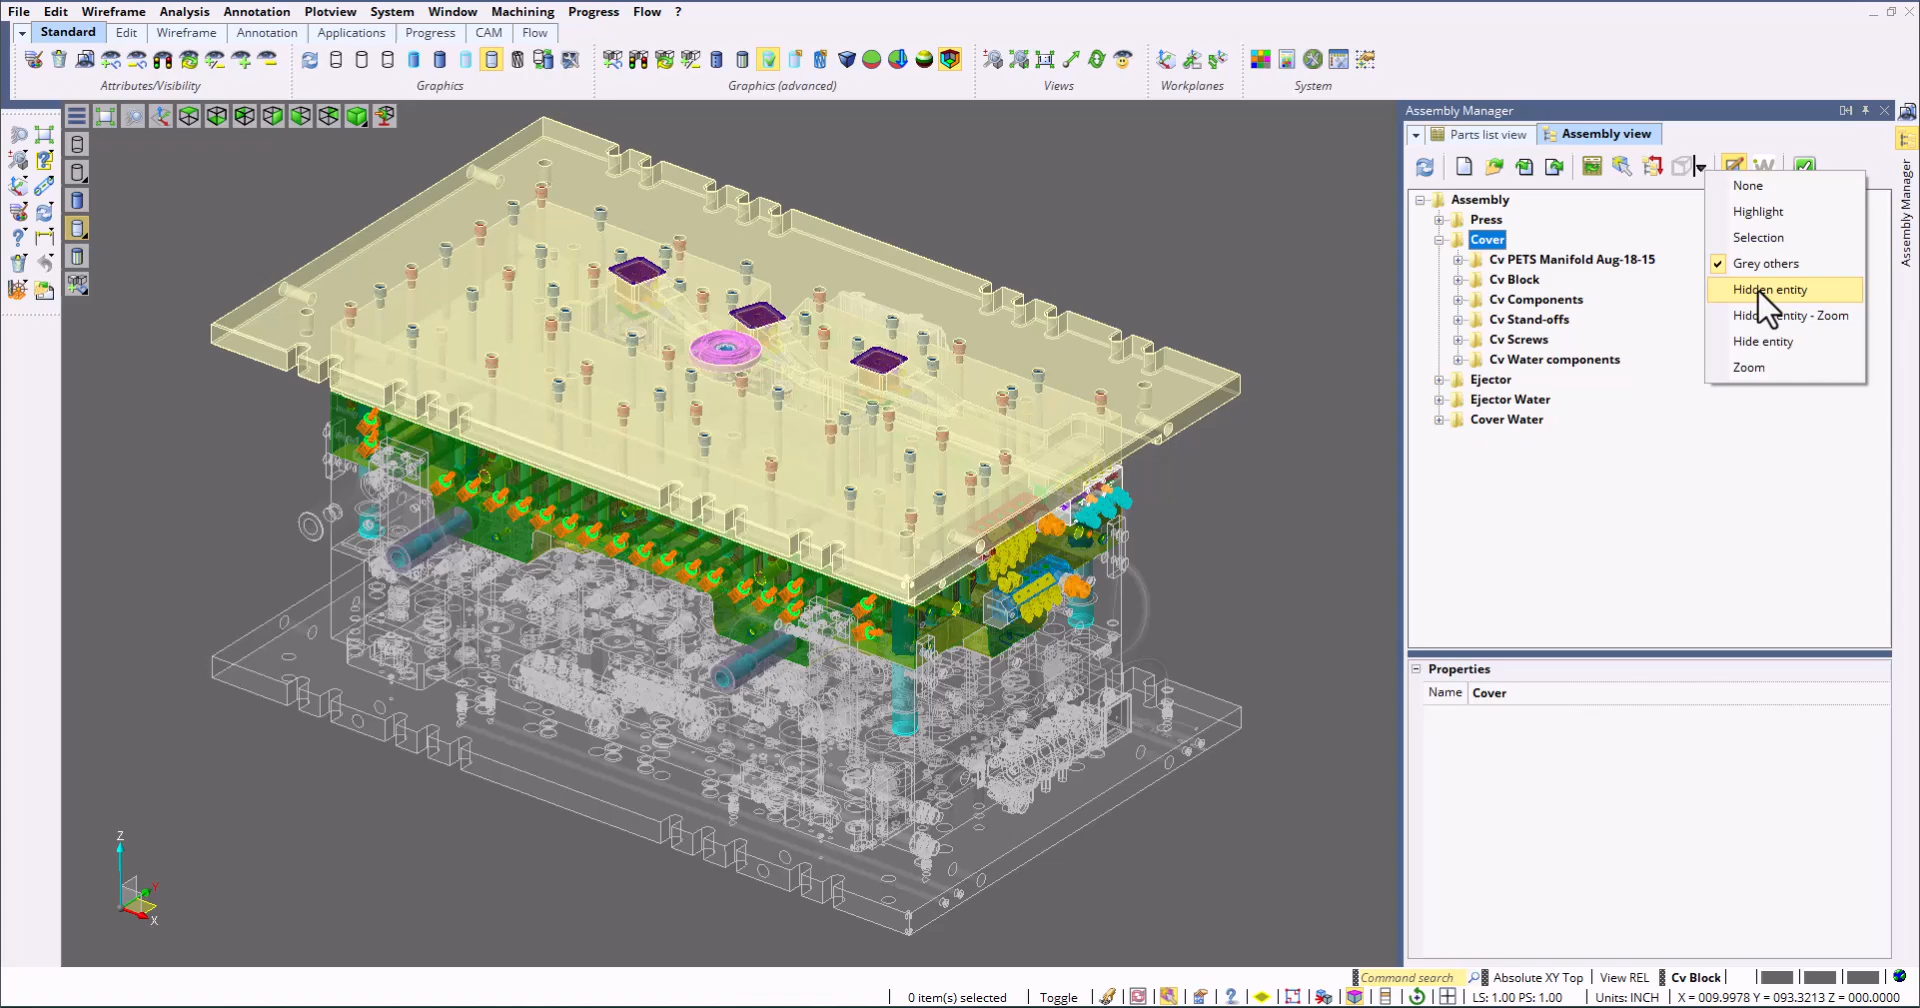 File Edit Wireframe Analysis Annotation Plotview System Window Machining Progress Flow ?
Standard Edit Wireframe Annotation Applications Progress CAM Flow
Attributes/Visibility Graphics Graphics (advanced) Views Workplanes System
Assembly Manager
Parts list view Assembly view
Assembly Manager
None
Highlight
Selection
Grey others
Hidden entity
Zoom
Hide entity
Zoom
Assembly
Press
Cover
Cv PETS Manifold Aug-18-15
Cv Block
Cv Components
Cv Stand-offs
Cv Screws
Cv Water components
Ejector
Ejector Water
Cover Water
Properties
Name Cover
Z
Y
X
Command search Absolute XY Top View REL Cv Block
0 item(s) selected Toggle LS: 1.00 PS: 1.00 Units: INCH X = 009.9978 Y = 093.3213 Z = 000.0000